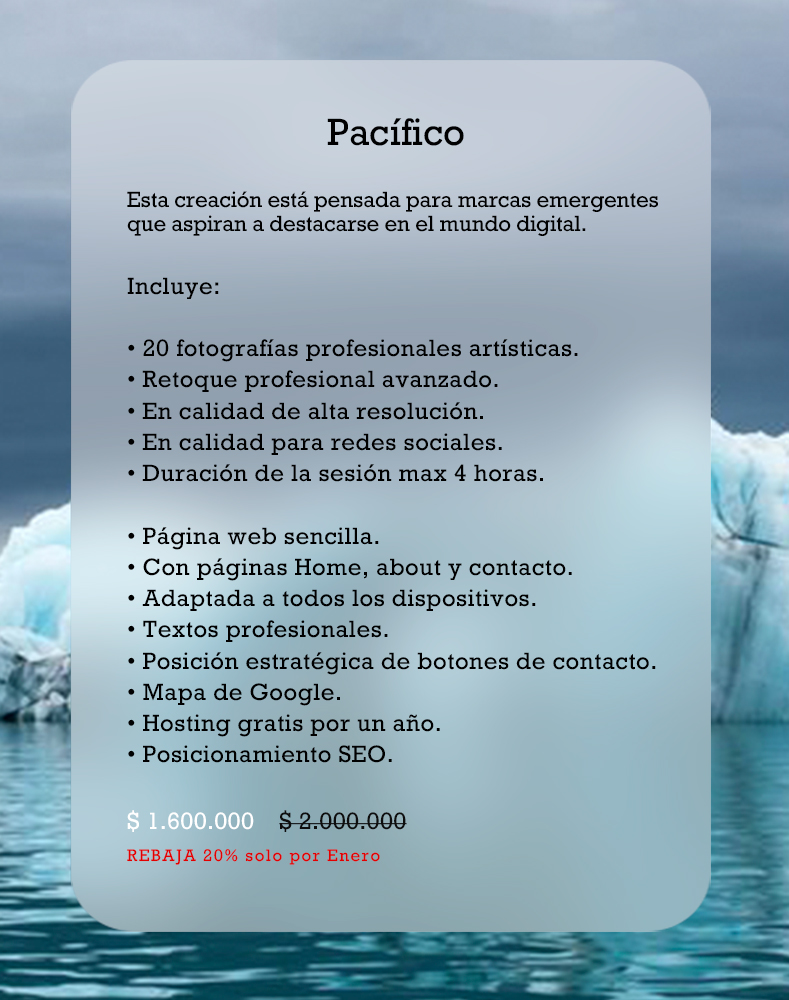 Pacífico
Esta creación está pensada para marcas emergentes
que aspiran a destacarse en el mundo digital.
Incluye:
• 20 fotografías profesionales artísticas.
• Retoque profesional avanzado.
• En calidad de alta resolución.
• En calidad para redes sociales.
• Duración de la sesión max 4 horas.
• Página web sencilla.
• Con páginas Home, about y contacto.
• Adaptada a todos los dispositivos.
• Textos profesionales.
• Posición estratégica de botones de contacto.
• Mapa de Google.
• Hosting gratis por un año.
• Posicionamiento SEO.
$ 1.600.000 $ 2.000.000
REBAJA 20% solo por Enero